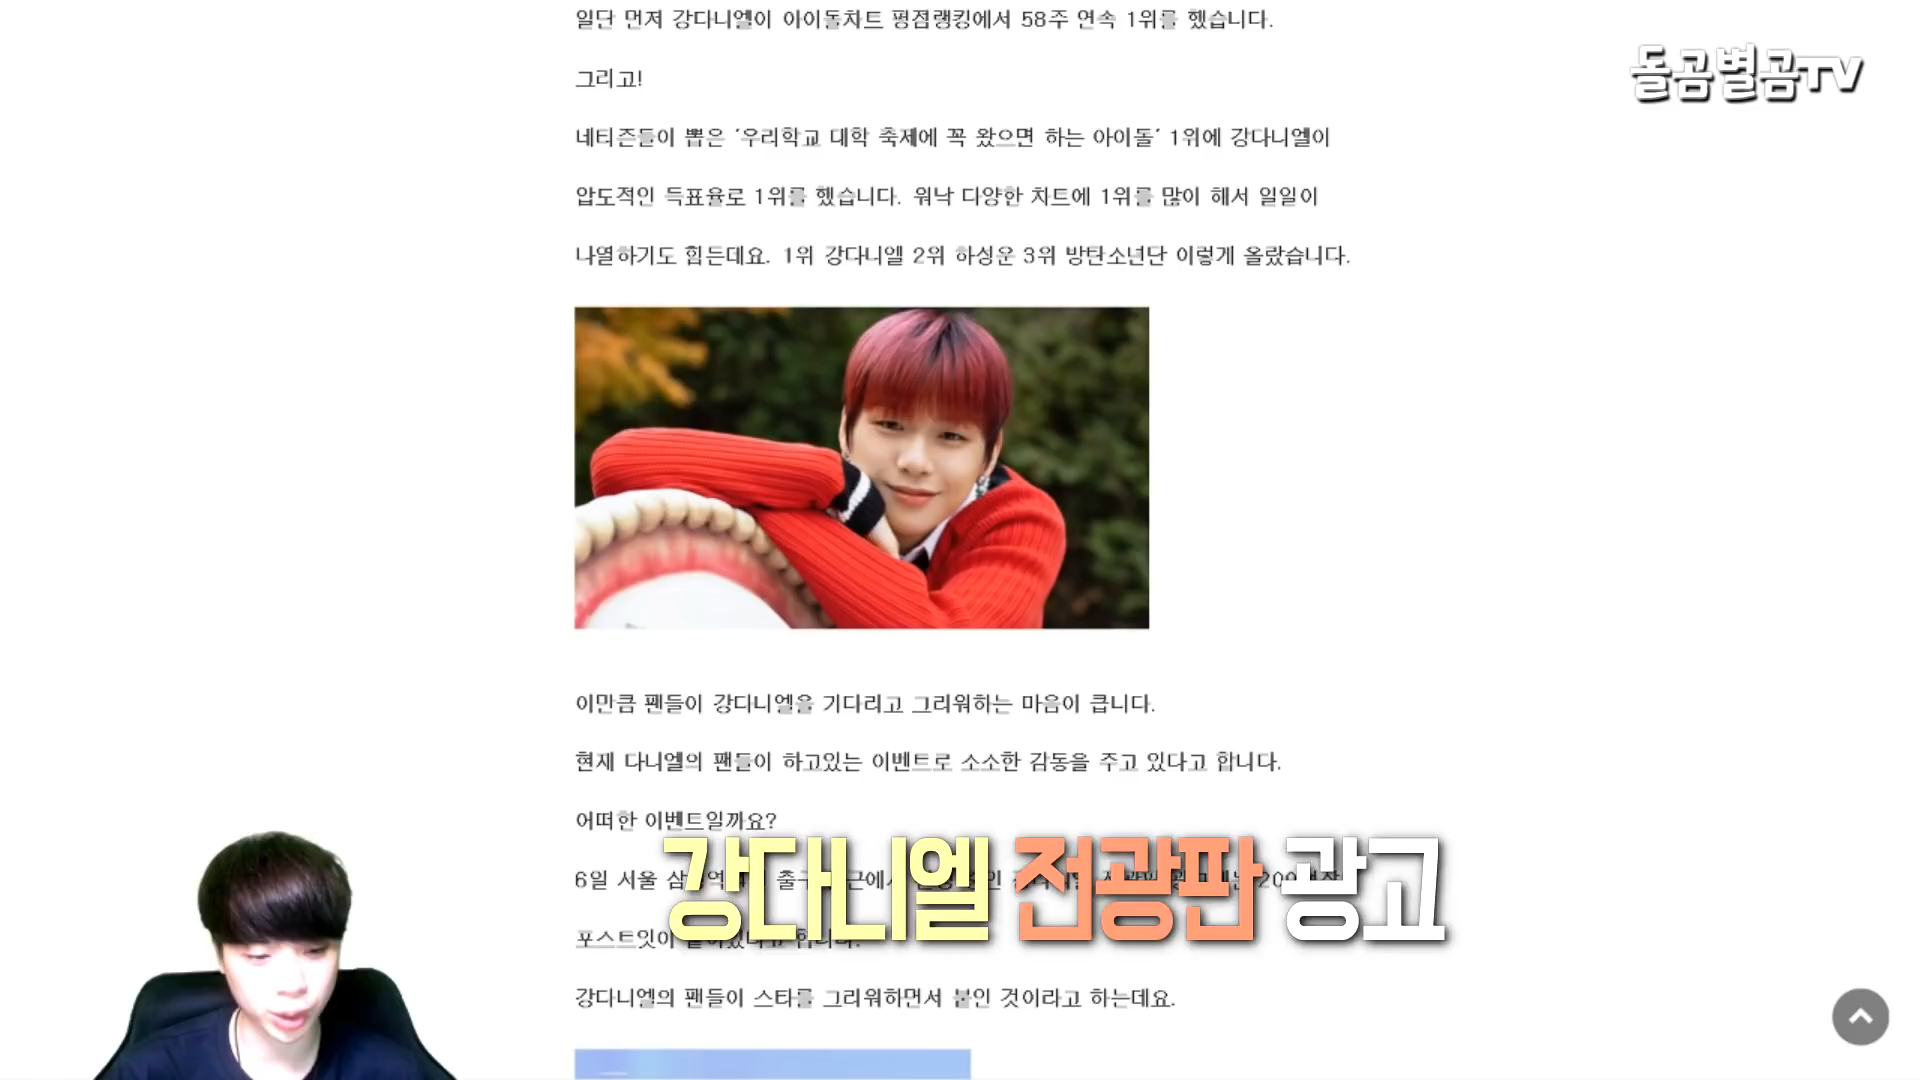 일단 먼저 강다니엘이 아이돌차트 평점랭킹에서 58주 연속 1위를 했습니다.
돌곰별곰TV
그리고!
네티즌들이 뽑은 '우리학교 대학 축제에 꼭 왔으면 하는 아이돌' 1위에 강다니엘이
압도적인 득표율로 1위를 했습니다. 워낙 다양한 차트에 1위를 많이 해서 일일이
나열하기도 힘든데요. 1위 강다니엘 2위 하성운 3위 방탄소년단 이렇게 올랐습니다.
이만큼 팬들이 강다니엘을 기다리고 그리워하는 마음이 큽니다.
현재 다니엘의 팬들이 하고있는 이벤트로 소소한 감동을 주고 있다고 합니다.
어떠한 이벤트일까요?
강다니엘 전광판 광고
6일 서울
포스트잇이
강다니엘의 팬들이 스타를 그리워하면서 붙인 것이라고 하는데요.